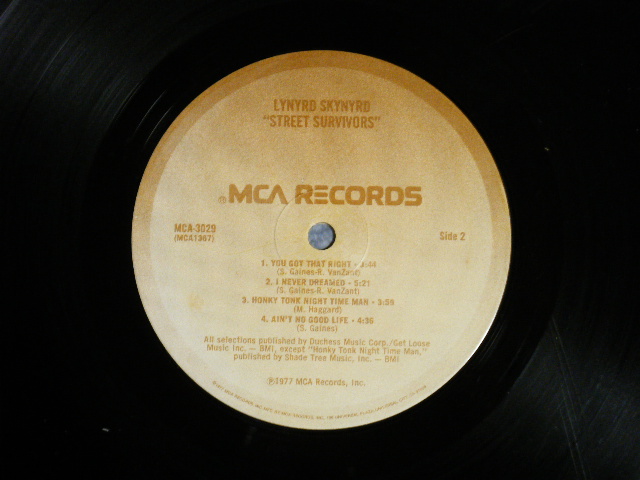 LYNYRD SKYNYRD
"STREET SURVIVORS"
®MCA RECORDS
MCA-3029
(MCA1367)
Side 2
1. YOU GOT THAT RIGHT - 3:44
(S. Gaines-R. VanZant)
2. I NEVER DREAMED - 5:21
(S. Gaines-R. VanZant)
3. HONKY TONK NIGHT TIME MAN - 3:59
(M. Haggard)
4. AIN'T NO GOOD LIFE - 4:36
(S. Gaines)
All selections published by Duchess Music Corp./Get Loose
Music Inc. — BMI, except "Honky Tonk Night Time Man,"
published by Shade Tree Music, Inc. — BMI
℗1977 MCA Records, Inc.